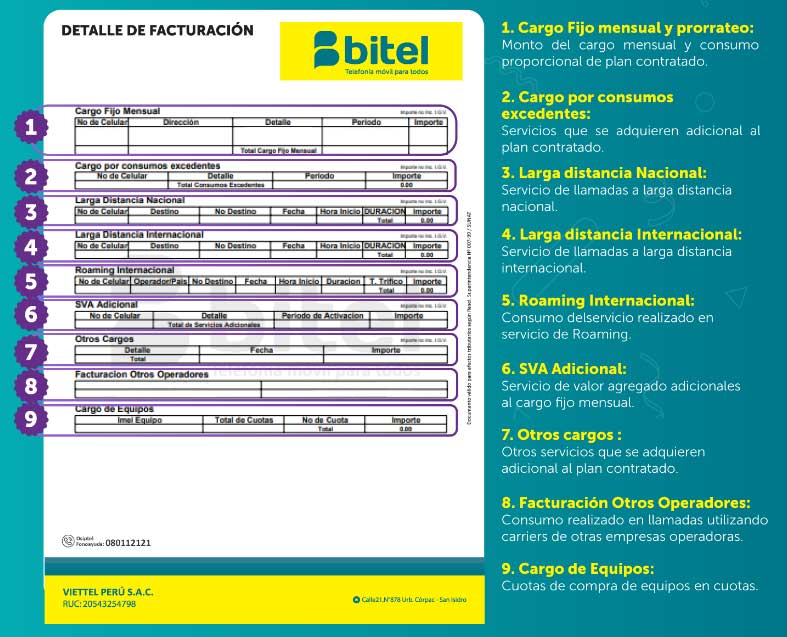 DETALLE DE FACTURACIÓN
bitel
Telefonía móvil para todos
1
Cargo Fijo Mensual
Importe no Inc. I.G.V.
No de Celular Dirección Detalle Periodo Importe
Total Cargo Fijo Mensual
2
Cargo por consumos excedentes
Importe no Inc. I.G.V.
No de Celular Detalle Periodo Importe
Total Consumos Excedentes 0.00
3
Larga Distancia Nacional
Importe no Inc. I.G.V.
No de Celular Destino No Destino Fecha Hora Inicio DURACION Importe
Total 0.00
4
Larga Distancia Internacional
Importe no Inc. I.G.V.
No de Celular Destino No Destino Fecha Hora Inicio DURACION Importe
Total 0.00
5
Roaming Internacional
Importe no Inc. I.G.V.
No de Celular Operador/Pais No Destino Fecha Hora Inicio Duracion T. Trifico Importe
Total 0.00
6
SVA Adicional
Importe no Inc. I.G.V.
No de Celular Detalle Periodo de Activacion Importe
Total de Servicios Adicionales
7
Otros Cargos
Importe no Inc. I.G.V.
Detalle Fecha Importe
Total
8
Facturacion Otros Operadores
9
Cargo de Equipos
Importe no Inc. I.G.V.
Imei Equipo Total de Cuotas No de Cuota Importe
Total 0.00
bitel
Telefonía móvil para todos
Documento válido para efectos tributarios según Resol. Superintendencia Nº 007-99 / SUNAT
Osiptel
Fonoayuda: 080112121
VIETTEL PERÚ S.A.C.
RUC: 20543254798
Calle21,N°878 Urb. Córpac - San Isidro
1. Cargo Fijo mensual y prorrateo:
Monto del cargo mensual y consumo
proporcional de plan contratado.
2. Cargo por consumos
excedentes:
Servicios que se adquieren adicional al
plan contratado.
3. Larga distancia Nacional:
Servicio de llamadas a larga distancia
nacional.
4. Larga distancia Internacional:
Servicio de llamadas a larga distancia
internacional.
5. Roaming Internacional:
Consumo delservicio realizado en
servicio de Roaming.
6. SVA Adicional:
Servicio de valor agregado adicionales
al cargo fijo mensual.
7. Otros cargos :
Otros servicios que se adquieren
adicional al plan contratado.
8. Facturación Otros Operadores:
Consumo realizado en llamadas utilizando
carriers de otras empresas operadoras.
9. Cargo de Equipos:
Cuotas de compra de equipos en cuotas.